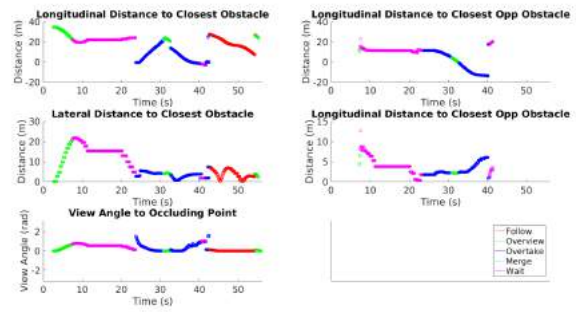 Longitudinal Distance to Closest Obstacle
Distance (m)
40
20
0
-20
0 10 20 30 40 50
Time (s)
Longitudinal Distance to Closest Opp Obstacle
Distance (m)
40
20
0
-20
0 10 20 30 40 50
Time (s)
Lateral Distance to Closest Obstacle
Distance (m)
30
20
10
0
0 10 20 30 40 50
Time (s)
Longitudinal Distance to Closest Opp Obstacle
Distance (m)
15
10
5
0
0 10 20 30 40 50
Time (s)
View Angle to Occluding Point
View Angle (rad)
2
0
-2
0 10 20 30 40 50
Time (s)
Follow
Overview
Overtake
Merge
Wait